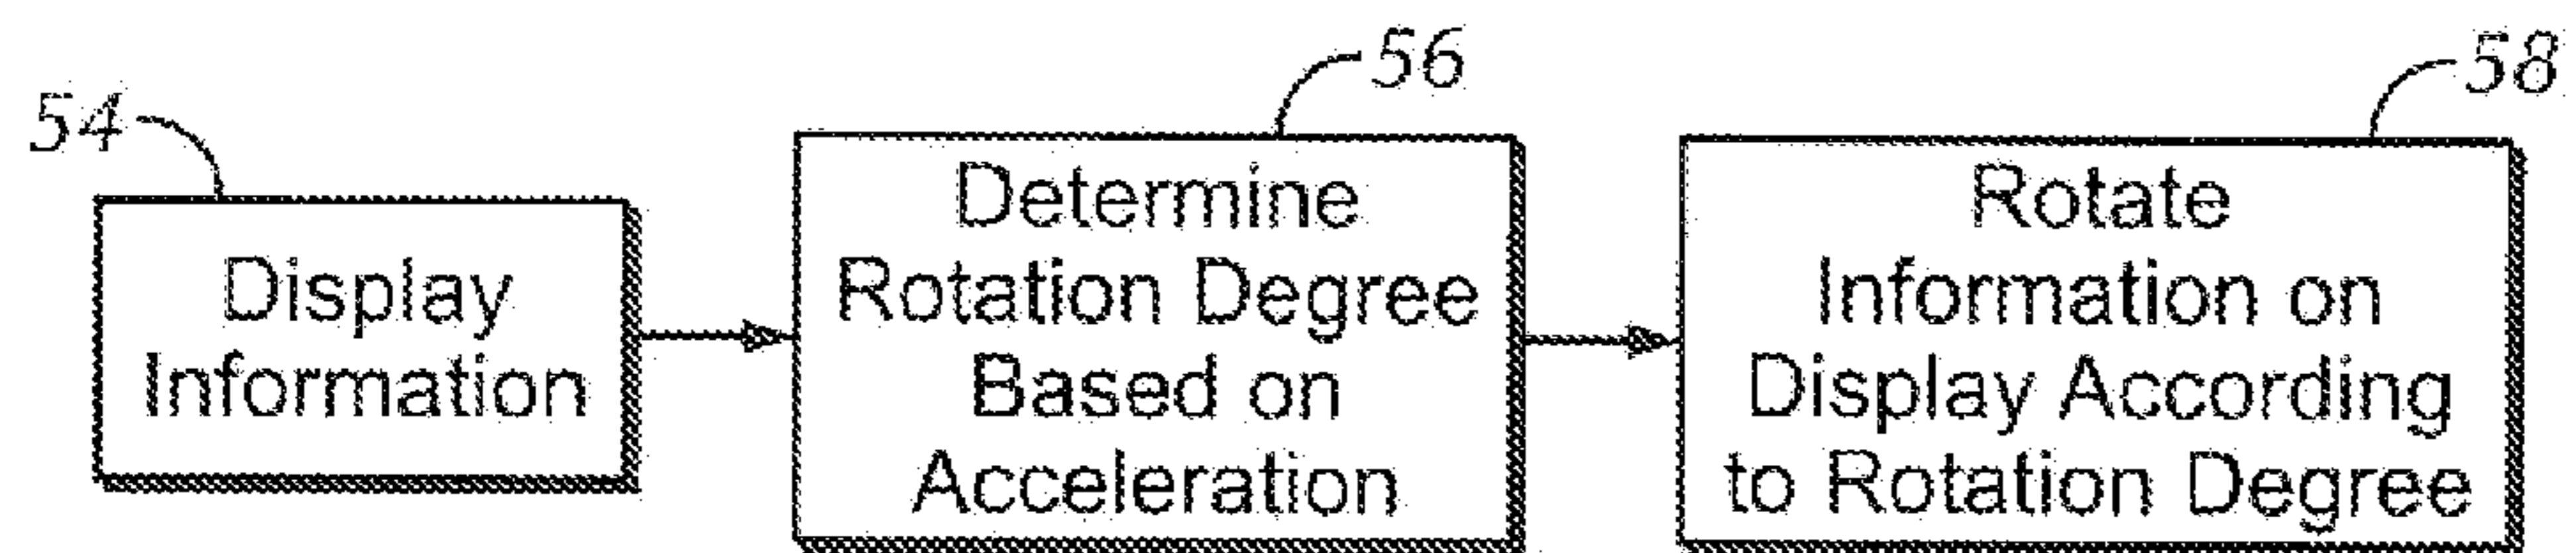 54
Display
Information
56
Determine
Rotation Degree
Based on
Acceleration
58
Rotate
Information on
Display According
to Rotation Degree